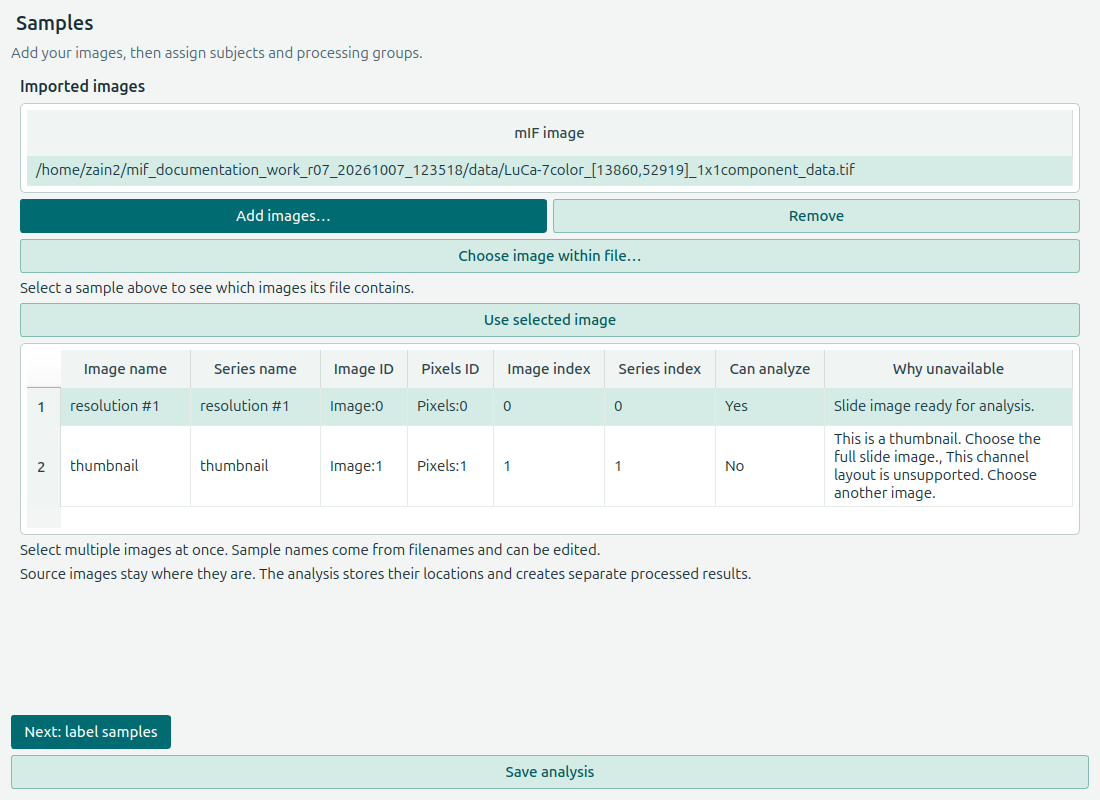 Samples
Add your images, then assign subjects and processing groups.
Imported images
mIF image
/home/zain2/mif_documentation_work_r07_20261007_123518/data/LuCa-7color_[13860,52919]_1x1component_data.tif
Add images…
Remove
Choose image within file…
Select a sample above to see which images its file contains.
Use selected image
Image name Series name Image ID Pixels ID Image index Series index Can analyze Why unavailable
1 resolution #1 resolution #1 Image:0 Pixels:0 0 0 Yes Slide image ready for analysis.
2 thumbnail thumbnail Image:1 Pixels:1 1 1 No This is a thumbnail. Choose the
full slide image., This channel
layout is unsupported. Choose
another image.
Select multiple images at once. Sample names come from filenames and can be edited.
Source images stay where they are. The analysis stores their locations and creates separate processed results.
Next: label samples
Save analysis